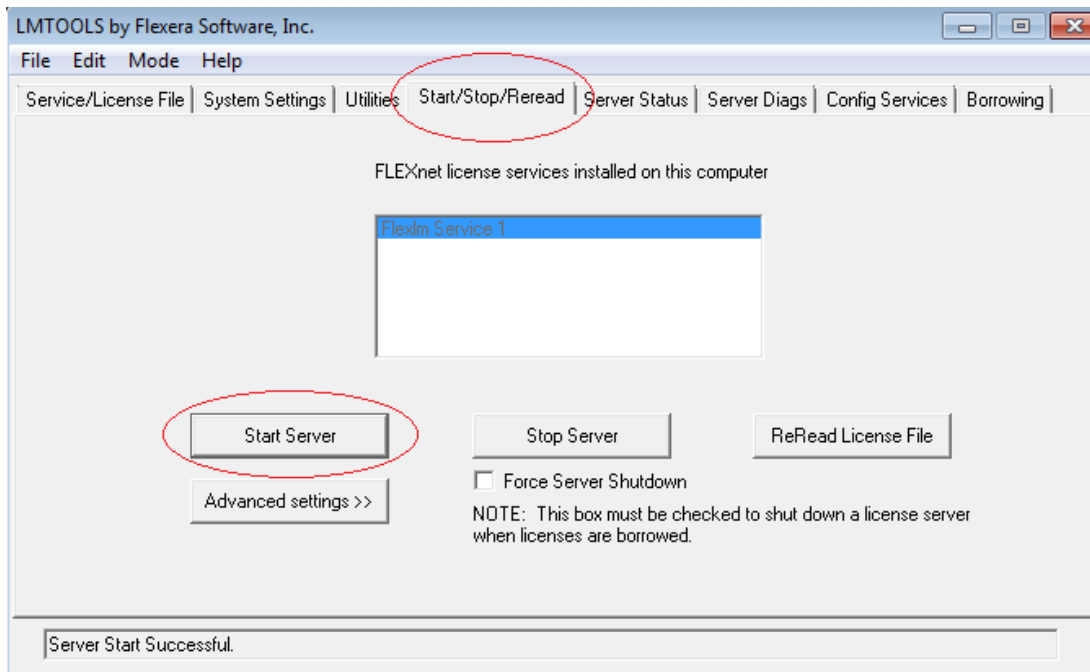 LMTOOLS by Flexera Software, Inc.
File Edit Mode Help
Service/License File System Settings Utilities Start/Stop/Reread Server Status Server Diags Config Services Borrowing
FLEXnet license services installed on this computer
Flexlm Service 1
Start Server Stop Server ReRead License File
Force Server Shutdown
Advanced settings >>
NOTE: This box must be checked to shut down a license server
when licenses are borrowed.
Server Start Successful.